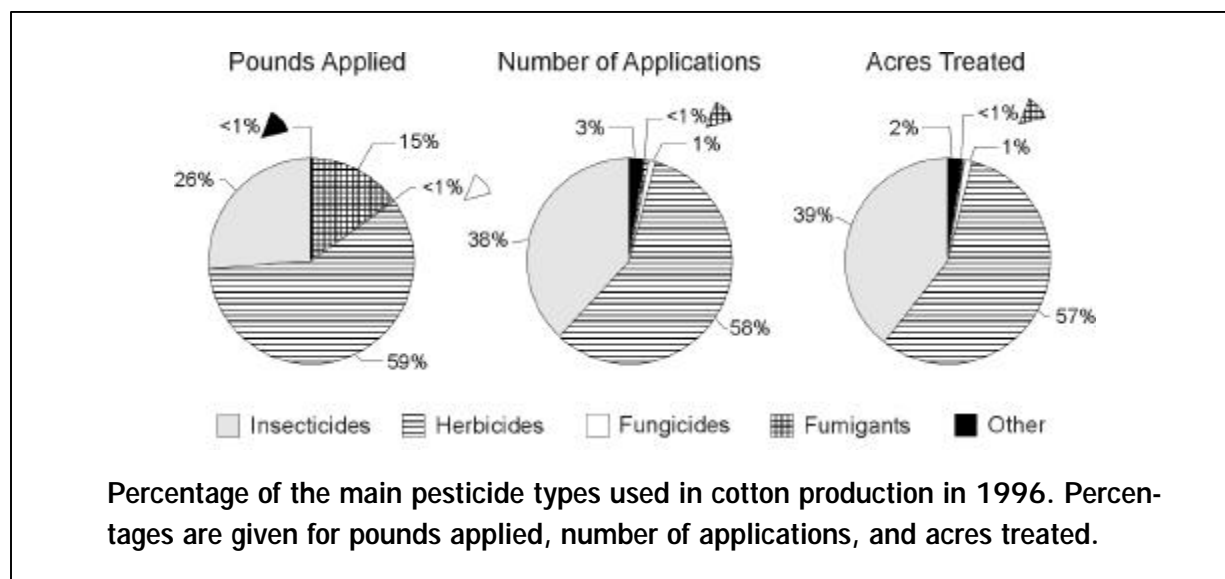 Pounds Applied
Number of Applications
Acres Treated
<1%
15%
<1%
26%
59%
3%
<1%
1%
38%
58%
2%
<1%
1%
39%
57%
Insecticides Herbicides Fungicides Fumigants Other
Percentage of the main pesticide types used in cotton production in 1996. Percen-
tages are given for pounds applied, number of applications, and acres treated.